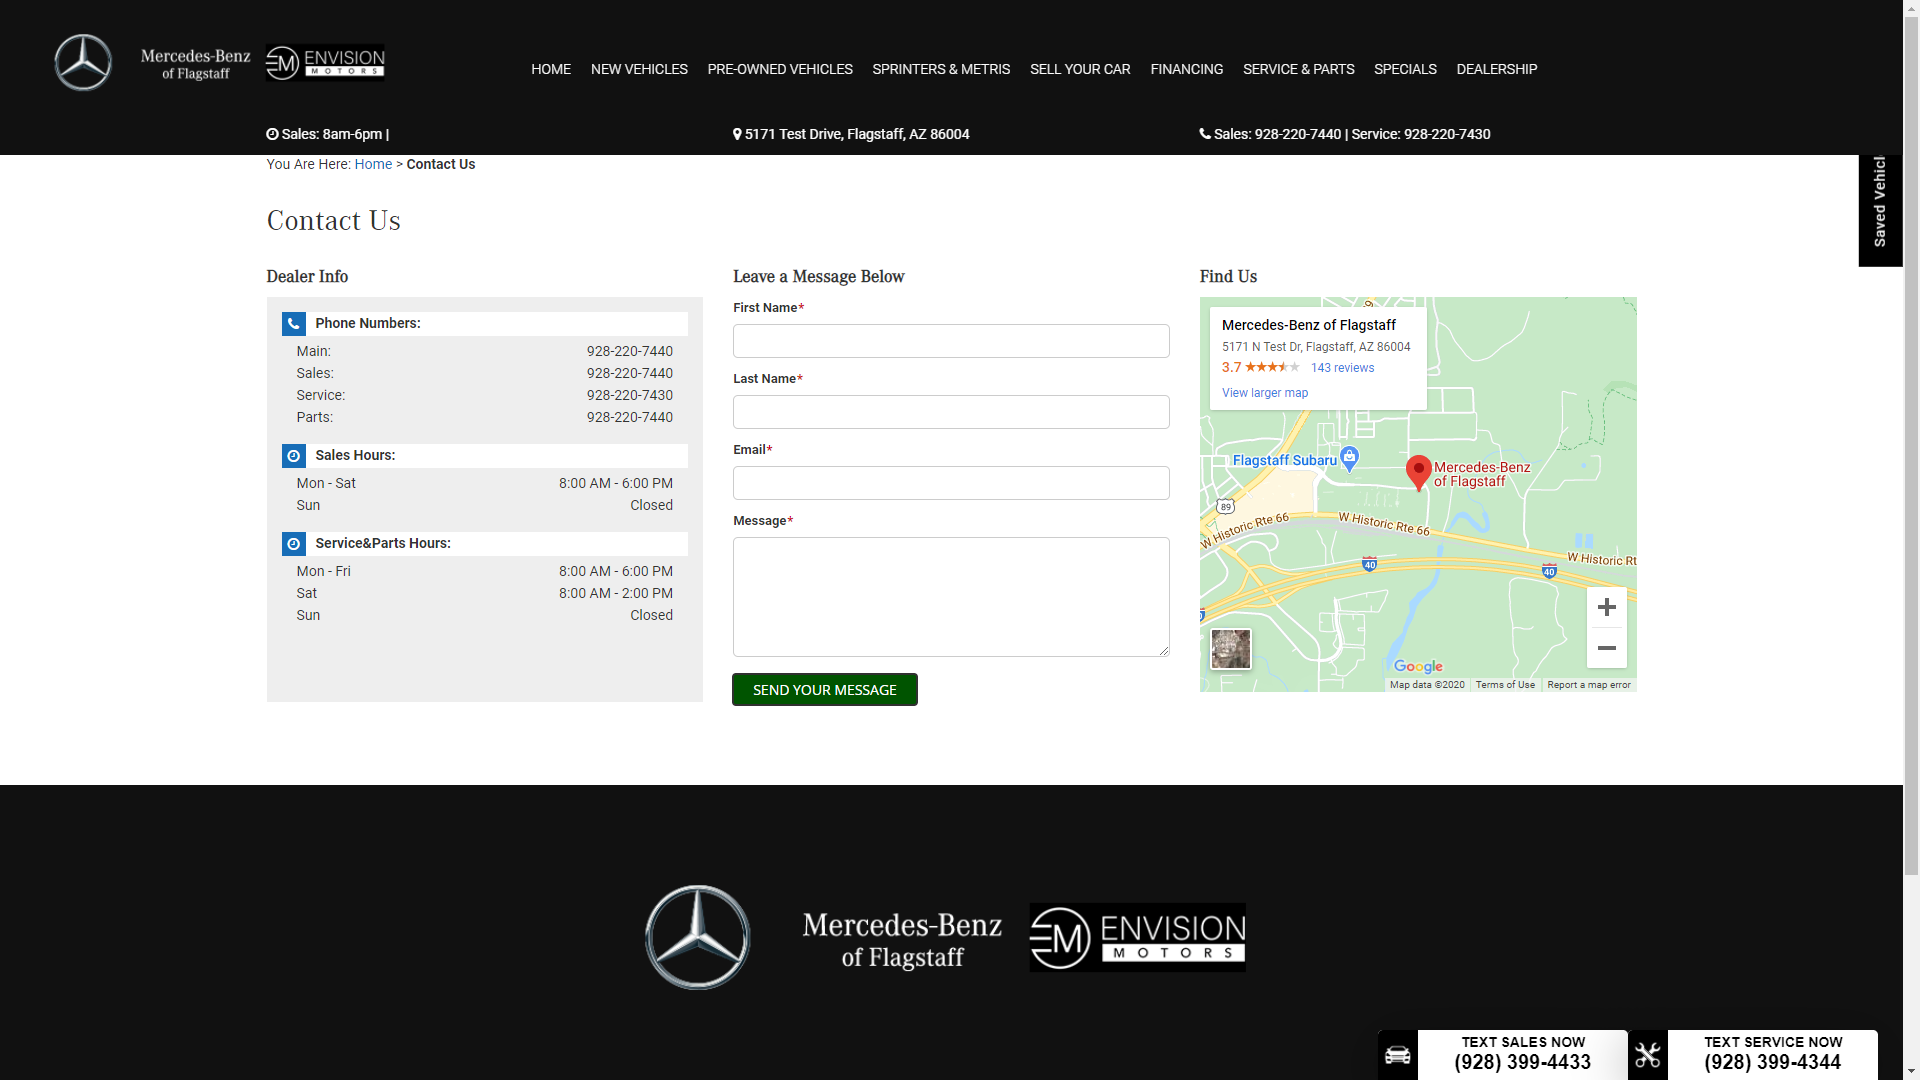 Mercedes-Benz
of Flagstaff
EM ENVISION
MOTORS
HOME NEW VEHICLES PRE-OWNED VEHICLES SPRINTERS & METRIS SELL YOUR CAR FINANCING SERVICE & PARTS SPECIALS DEALERSHIP
Sales: 8am-6pm |
5171 Test Drive, Flagstaff, AZ 86004
Sales: 928-220-7440 | Service: 928-220-7430
You Are Here: Home > Contact Us
Saved
Contact Us
Dealer Info
Phone Numbers:
Main: 928-220-7440
Sales: 928-220-7440
Service: 928-220-7430
Parts: 928-220-7440
Sales Hours:
Mon - Sat 8:00 AM - 6:00 PM
Sun Closed
Service&Parts Hours:
Mon - Fri 8:00 AM - 6:00 PM
Sat 8:00 AM - 2:00 PM
Sun Closed
Leave a Message Below
First Name*
Last Name*
Email*
Message*
SEND YOUR MESSAGE
Find Us
Mercedes-Benz of Flagstaff
5171 N Test Dr, Flagstaff, AZ 86004
3.7 143 reviews
View larger map
Flagstaff Subaru
Mercedes-Benz
of Flagstaff
89
W Historic Rte 66
W Historic Rte 66
W Historic Rt
40
40
Google
Map data ©2020 Terms of Use Report a map error
Mercedes-Benz
of Flagstaff
EM ENVISION
MOTORS
TEXT SALES NOW
(928) 399-4433
TEXT SERVICE NOW
(928) 399-4344